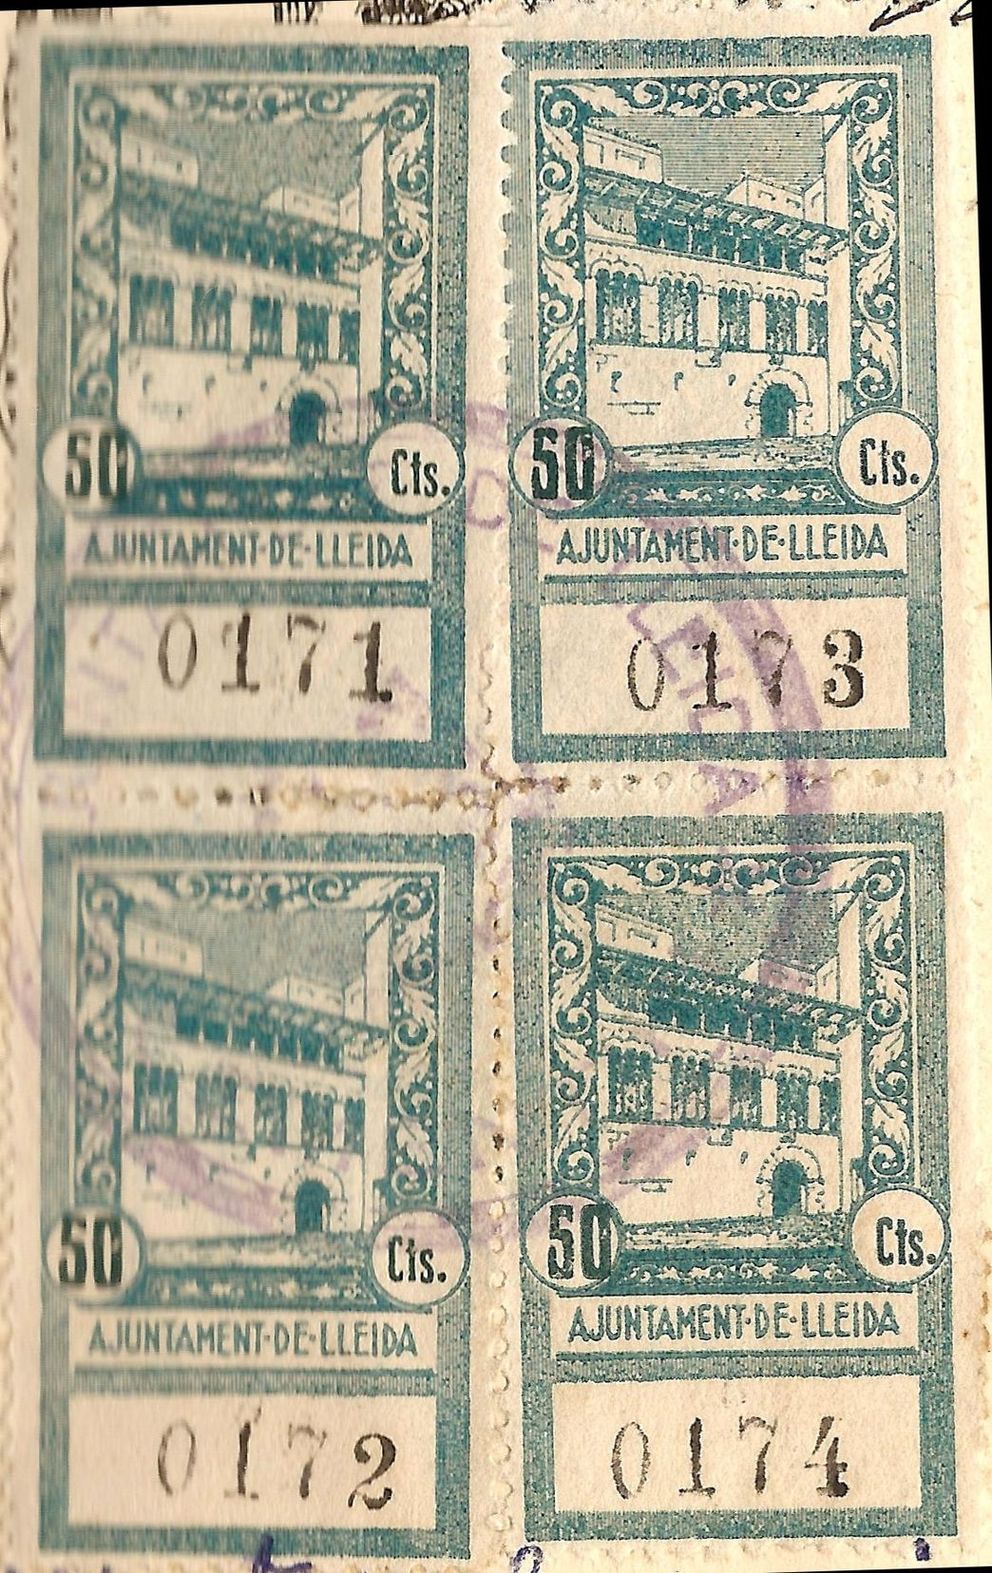 50 Cts.
AJUNTAMENT·DE·LLEIDA
0171
50 Cts.
AJUNTAMENT·DE·LLEIDA
0173
50 Cts.
AJUNTAMENT·DE·LLEIDA
0172
50 Cts.
AJUNTAMENT·DE·LLEIDA
0174
LLEIDA